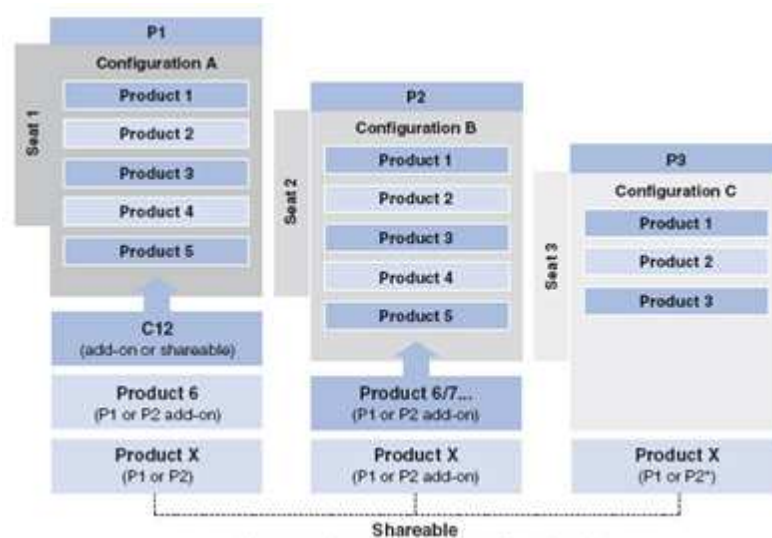 P1
Seat 1
Configuration A
Product 1
Product 2
Product 3
Product 4
Product 5
C12
(add-on or shareable)
Product 6
(P1 or P2 add-on)
Product X
(P1 or P2)
P2
Seat 2
Configuration B
Product 1
Product 2
Product 3
Product 4
Product 5
Product 6/7...
(P1 or P2 add-on)
Product X
(P1 or P2 add-on)
P3
Seat 3
Configuration C
Product 1
Product 2
Product 3
Product X
(P1 or P2*)
Shareable